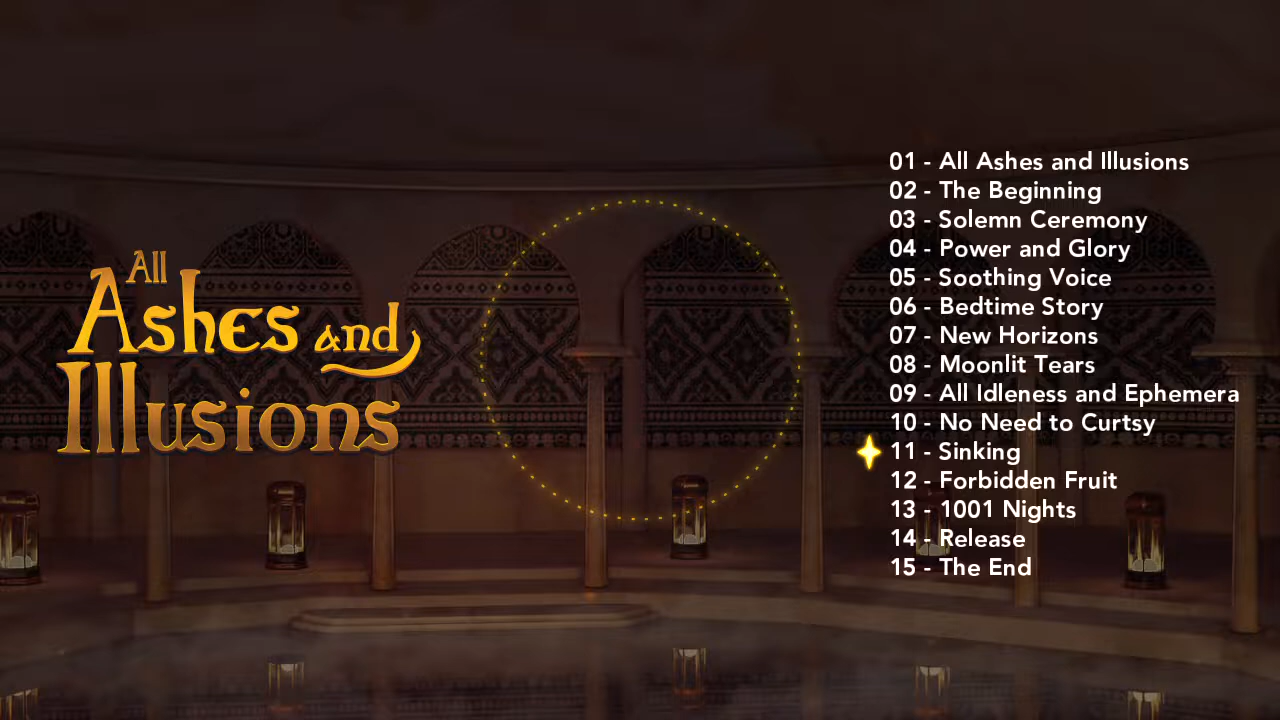 All
Ashes and
Illusions
01 - All Ashes and Illusions
02 - The Beginning
03 - Solemn Ceremony
04 - Power and Glory
05 - Soothing Voice
06 - Bedtime Story
07 - New Horizons
08 - Moonlit Tears
09 - All Idleness and Ephemera
10 - No Need to Curtsy
11 - Sinking
12 - Forbidden Fruit
13 - 1001 Nights
14 - Release
15 - The End